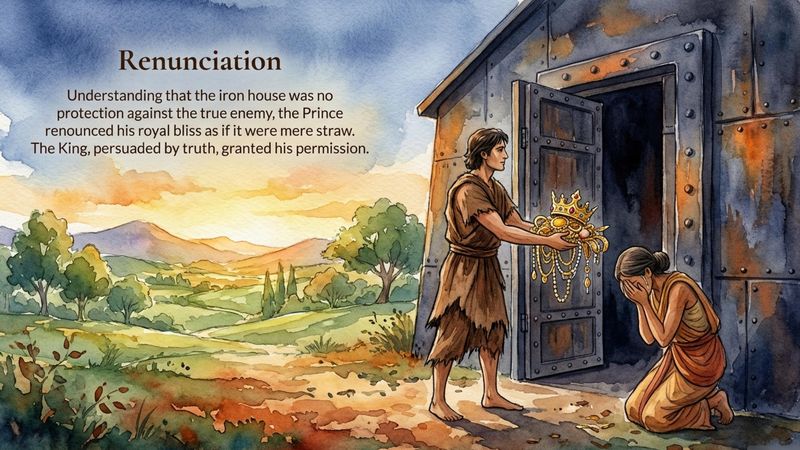 Renunciation
Understanding that the iron house was no
protection against the true enemy, the Prince
renounced his royal bliss as if it were mere straw.
The King, persuaded by truth, granted his permission.